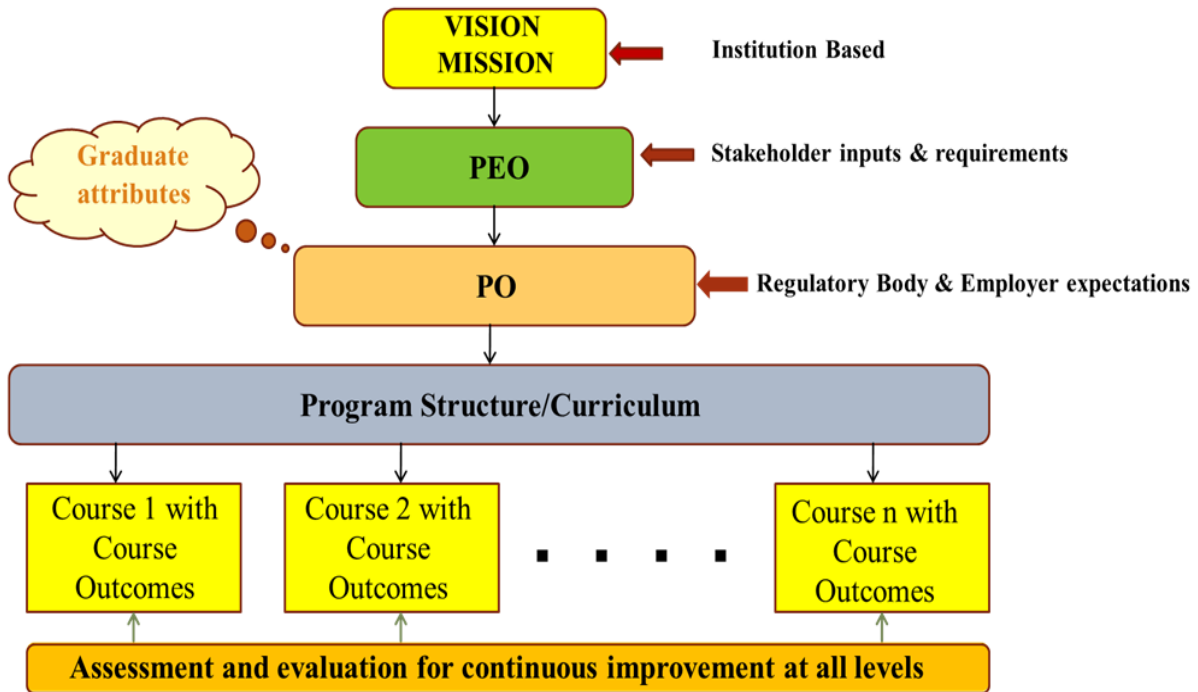 VISION
MISSION
Institution Based
Graduate
attributes
PEO
Stakeholder inputs & requirements
PO
Regulatory Body & Employer expectations
Program Structure/Curriculum
Course 1 with
Course
Outcomes
Course 2 with
Course
Outcomes
Course n with
Course
Outcomes
Assessment and evaluation for continuous improvement at all levels